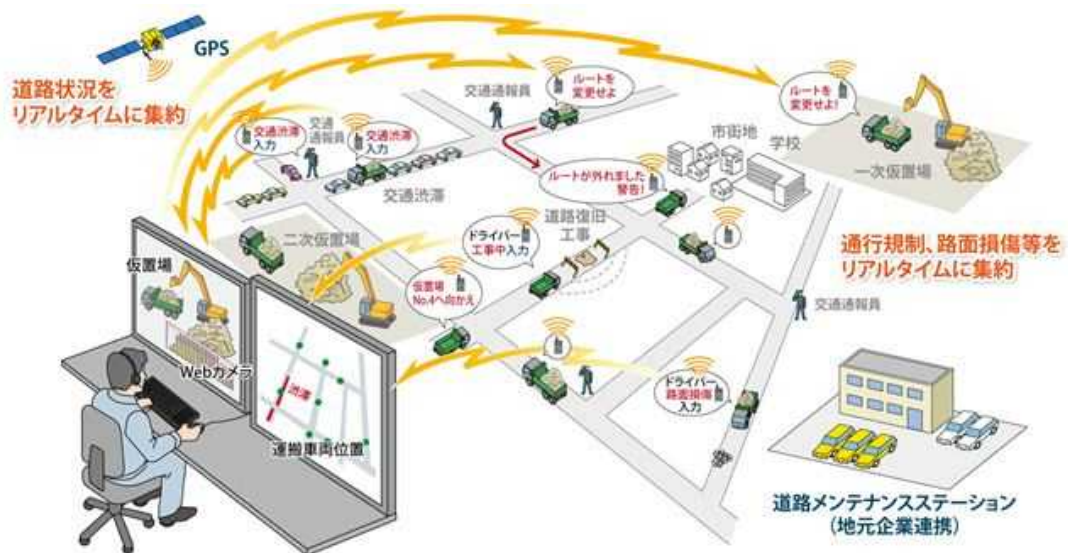 GPS
道路状況を
リアルタイムに集約
交通渋滞
入力
交通
通報員
交通渋滞
入力
交通通報員
ルートを
変更せよ
ルートを
変更せよ!
市街地
学校
一次仮置場
交通渋滞
ルートが外れました
警告!
道路復旧
工事
二次仮置場
ドライバー
工事中入力
通行規制、路面損傷等を
リアルタイムに集約
仮置場
仮置場
No.4へ向かえ
交通通報員
Webカメラ
渋滞
ドライバー
路面損傷
入力
運搬車両位置
道路メンテナンスステーション
(地元企業連携)